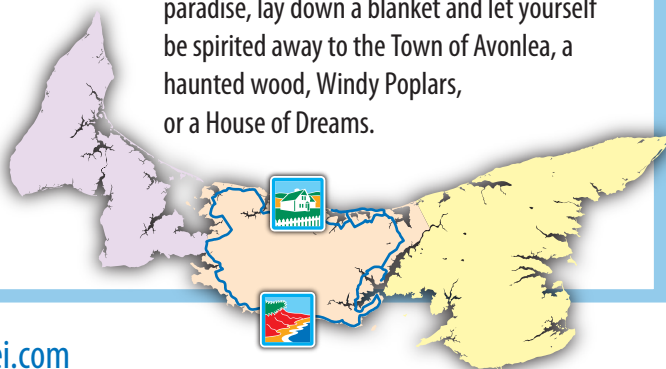 paradise, lay down a blanket and let yourself
be spirited away to the Town of Avonlea, a
haunted wood, Windy Poplars,
or a House of Dreams.
ei.com